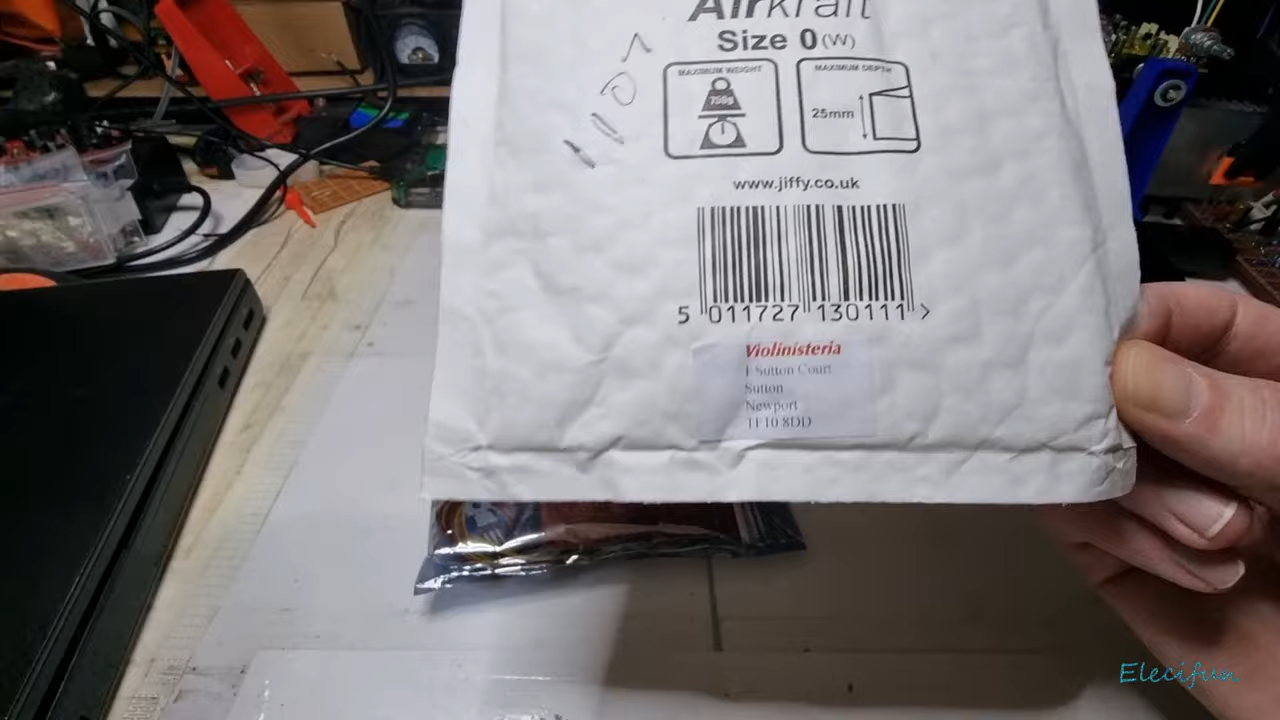 Airkraft
Size 0 (W)
MAXIMUM WEIGHT
750g
MAXIMUM DEPTH
25mm
www.jiffy.co.uk
5 011727 130111 >
Violinisteria
1 Sutton Court
Sutton
Newport
TF10 8DD
Elecifun